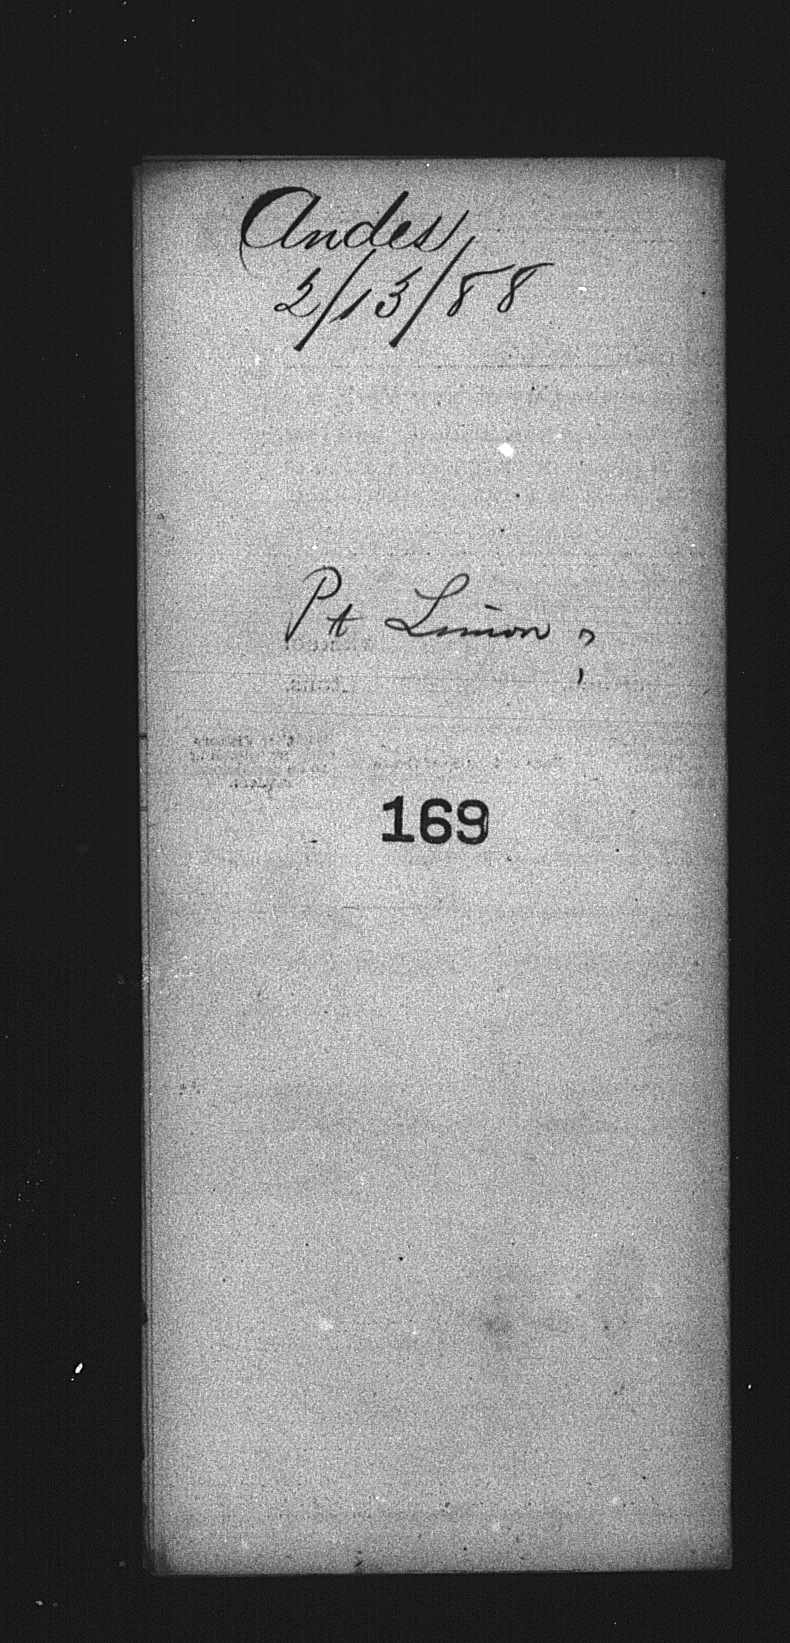 Andes
2/13/88
Pt Limon
169